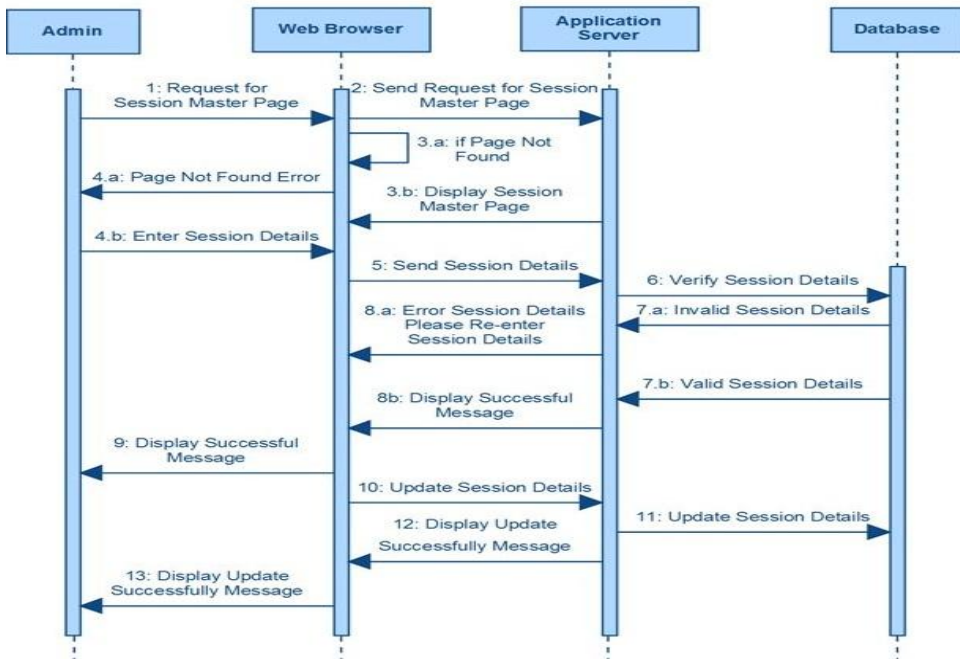 Admin
Web Browser
Application
Server
Database
1: Request for
Session Master Page
2: Send Request for Session
Master Page
3.a: if Page Not
Found
4.a: Page Not Found Error
3.b: Display Session
Master Page
4.b: Enter Session Details
5: Send Session Details
6: Verify Session Details
8.a: Error Session Details
Please Re-enter
Session Details
7.a: Invalid Session Details
7.b: Valid Session Details
8b: Display Successful
Message
9: Display Successful
Message
10: Update Session Details
11: Update Session Details
12: Display Update
Successfully Message
13: Display Update
Successfully Message